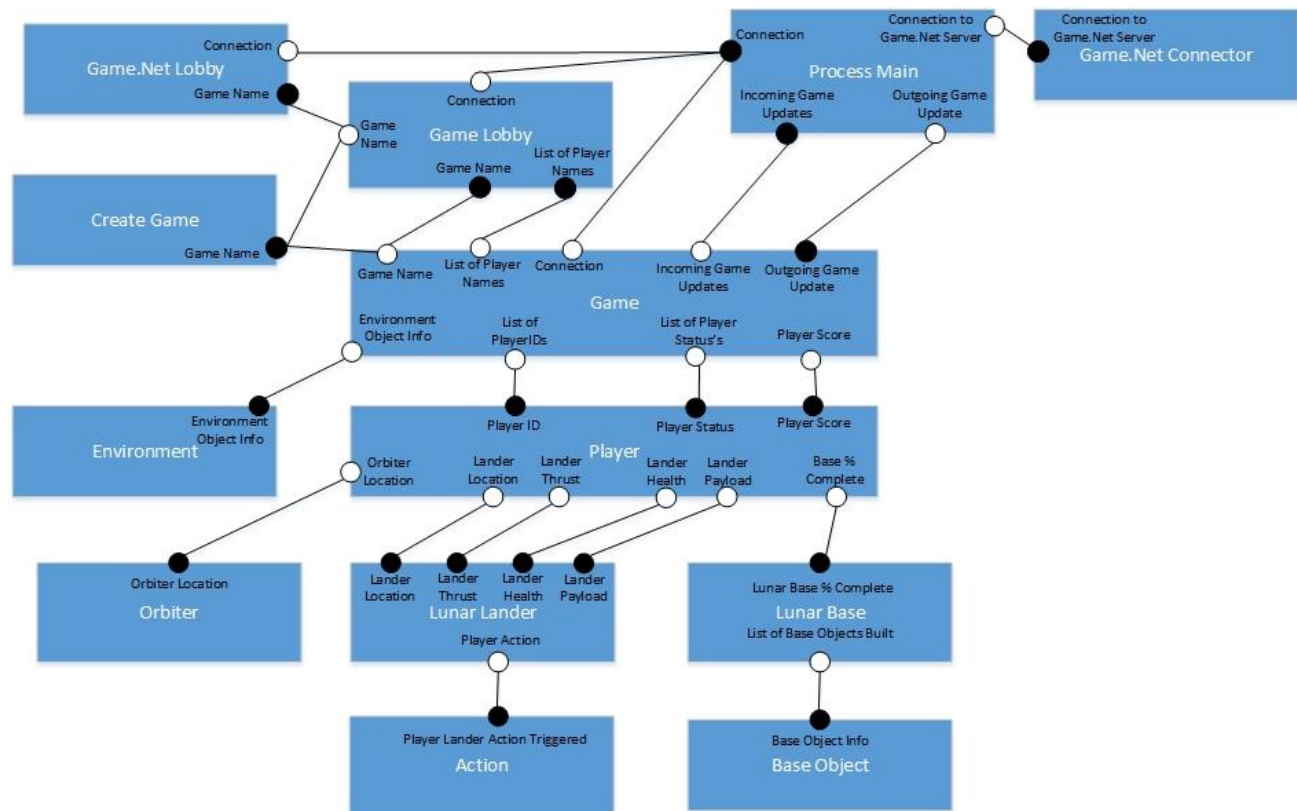 Connection
Game.Net Lobby
Game Name
Connection to
Game.Net Server
Connection
Process Main
Incoming Game
Updates
Outgoing Game
Update
Connection to
Game.Net Server
Game.Net Connector
Connection
Game
Name
Game Lobby
Game Name
List of Player
Names
Create Game
Game Name
Game Name
List of Player
Names
Connection
Incoming Game
Updates
Outgoing Game
Update
Game
Environment
Object Info
List of
PlayerIDs
List of Player
Status's
Player Score
Environment
Object Info
Environment
Player ID
Player Status
Player Score
Player
Orbiter
Location
Lander
Location
Lander
Thrust
Lander
Health
Lander
Payload
Base %
Complete
Orbiter Location
Orbiter
Lander
Location
Lander
Thrust
Lander
Health
Lander
Payload
Lunar Lander
Player Action
Lunar Base % Complete
Lunar Base
List of Base Objects Built
Player Lander Action Triggered
Action
Base Object Info
Base Object